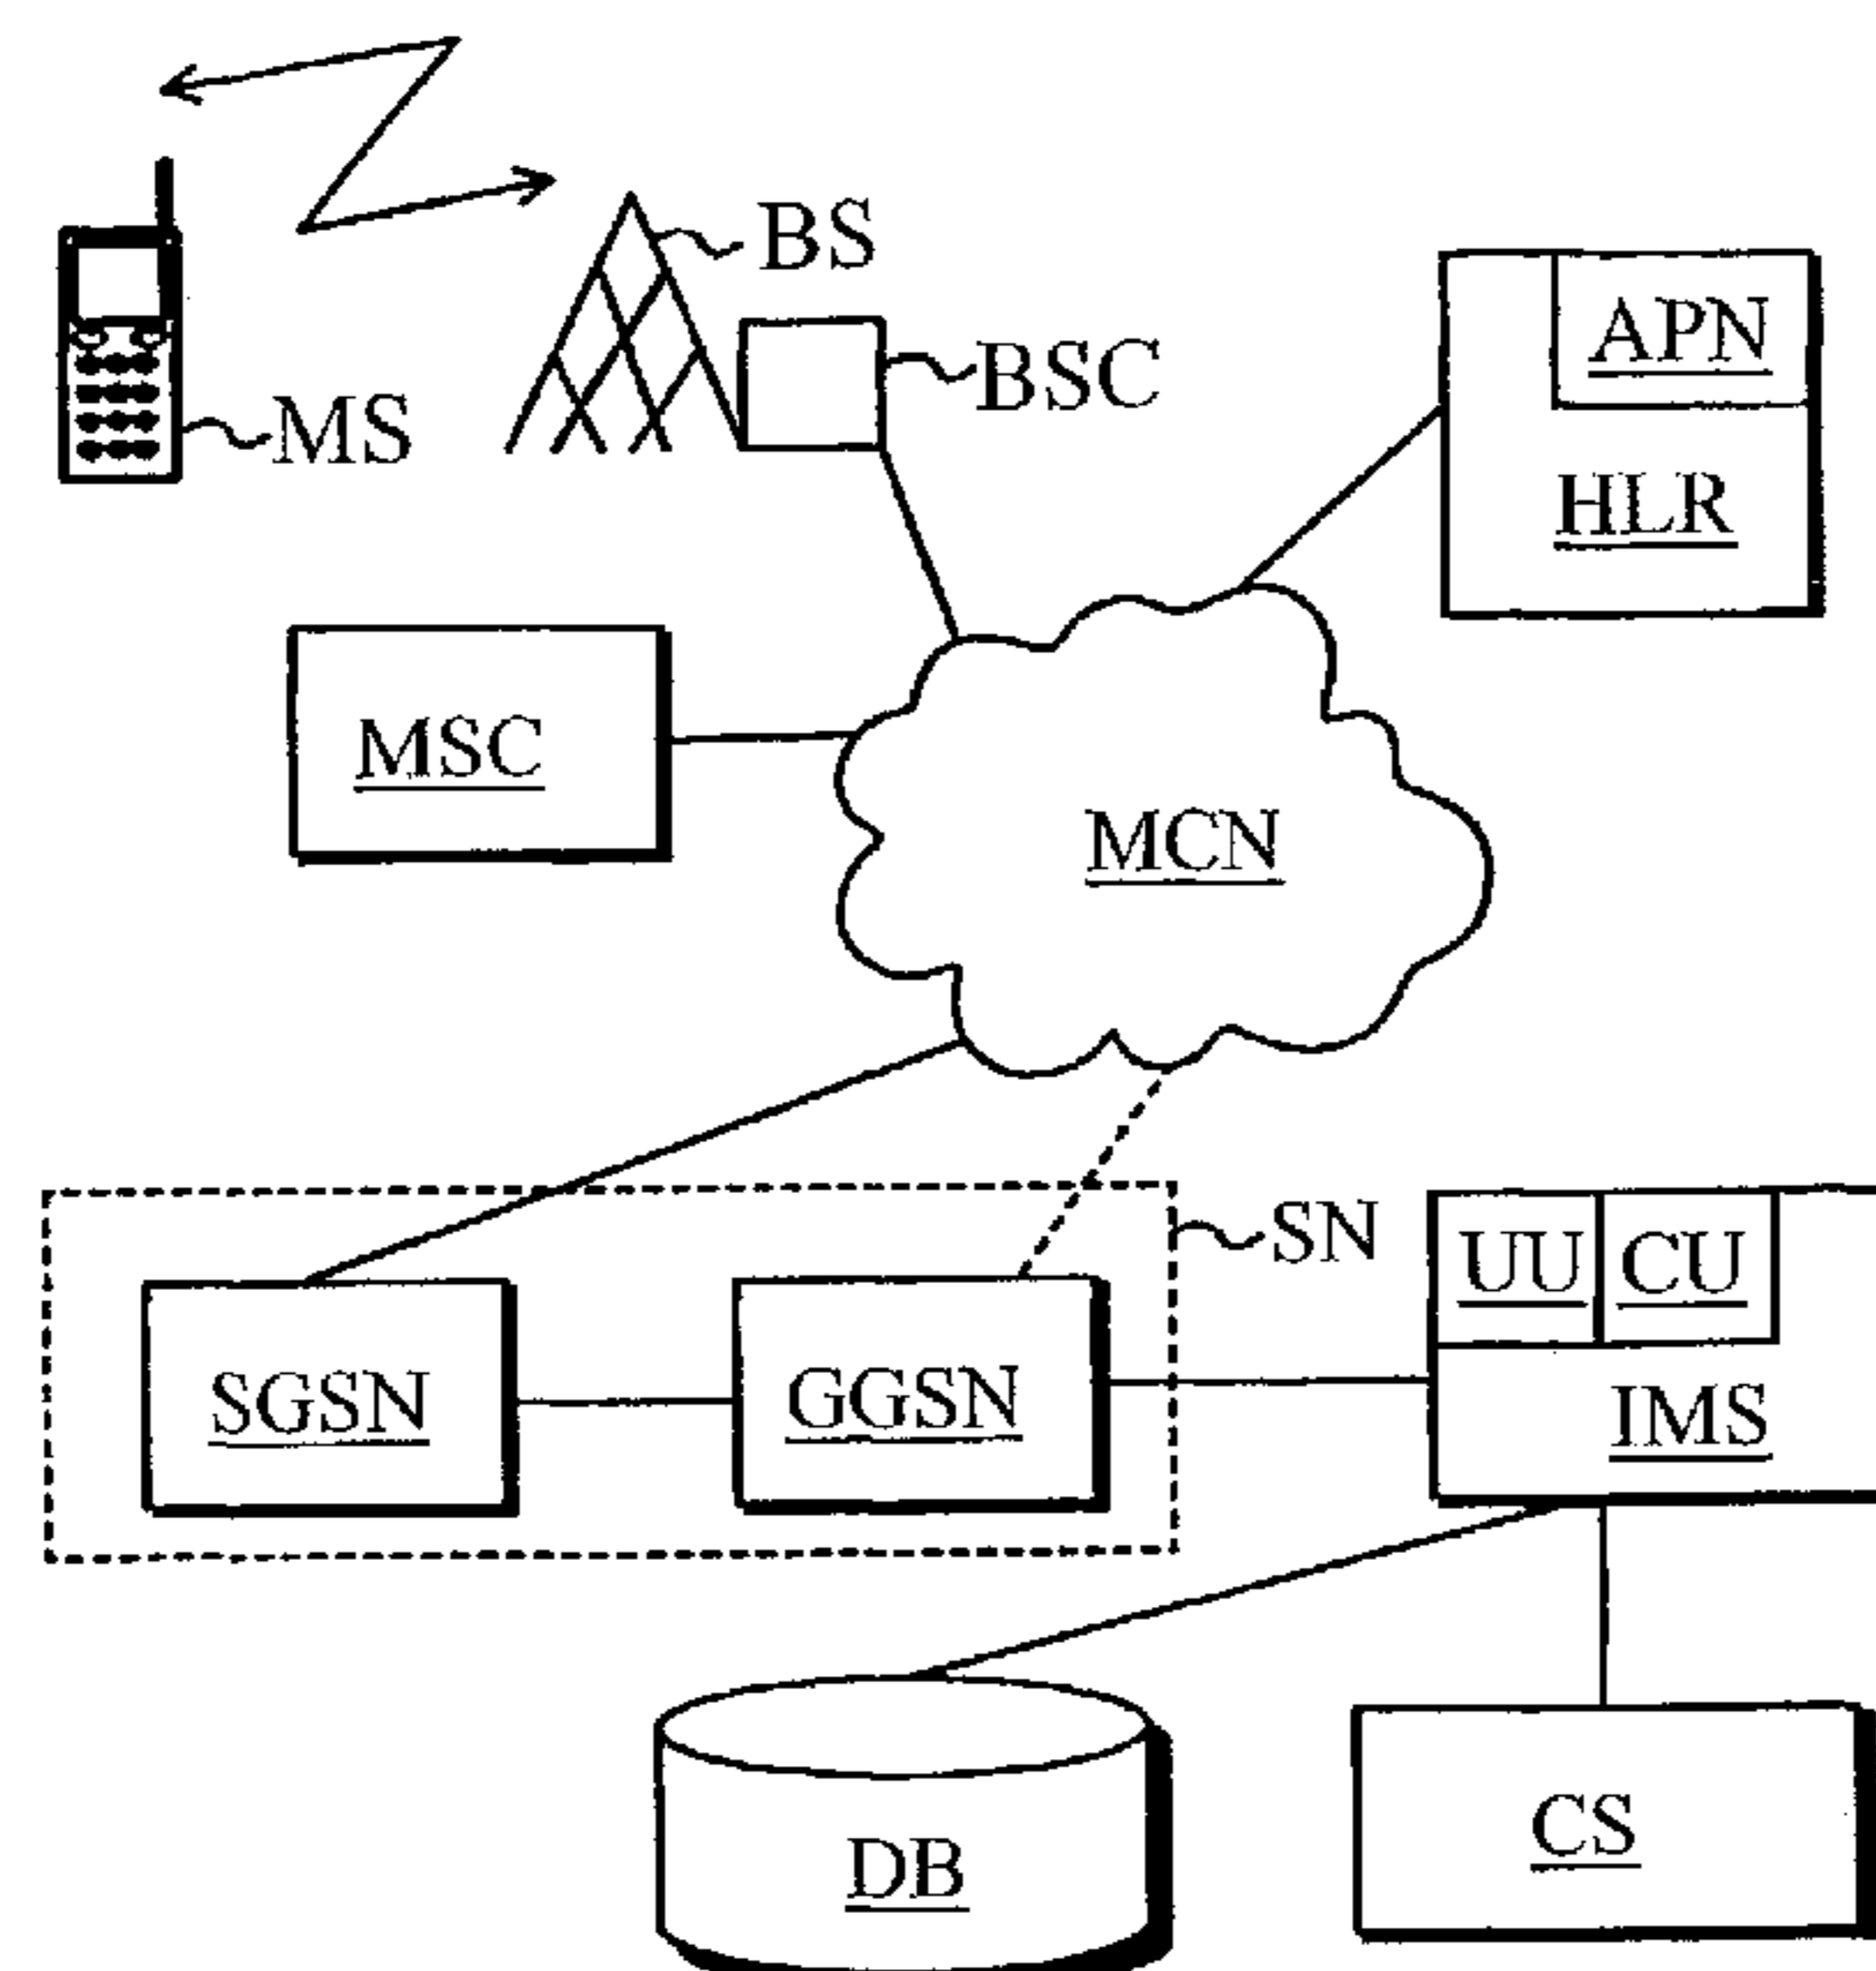 BS
APN
BSC
MS
HLR
MSC
MCN
SN
UU
CU
SGSN
GGSN
IMS
CS
DB